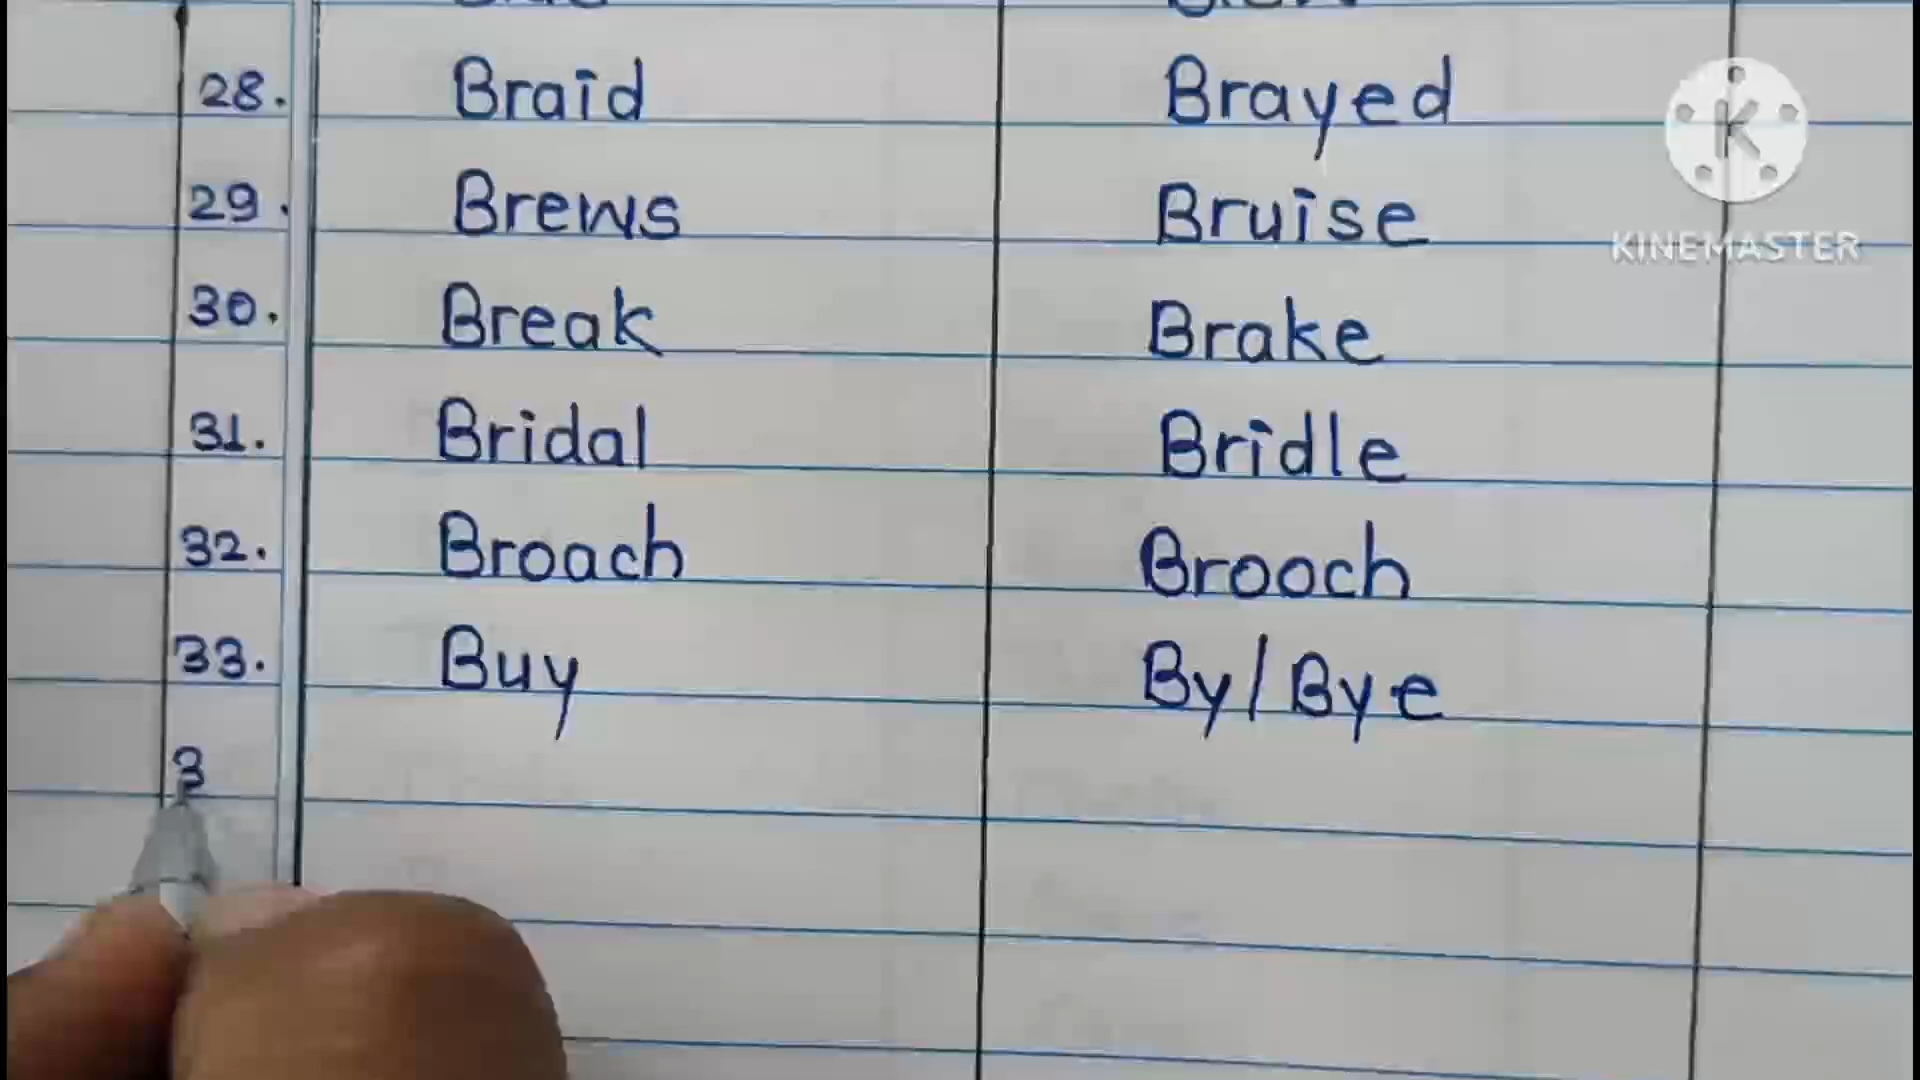 28. Braid Brayed
29. Brews Bruise
30. Break Brake
31. Bridal Bridle
32. Broach Brooch
33. Buy By/Bye
3
KINEMASTER